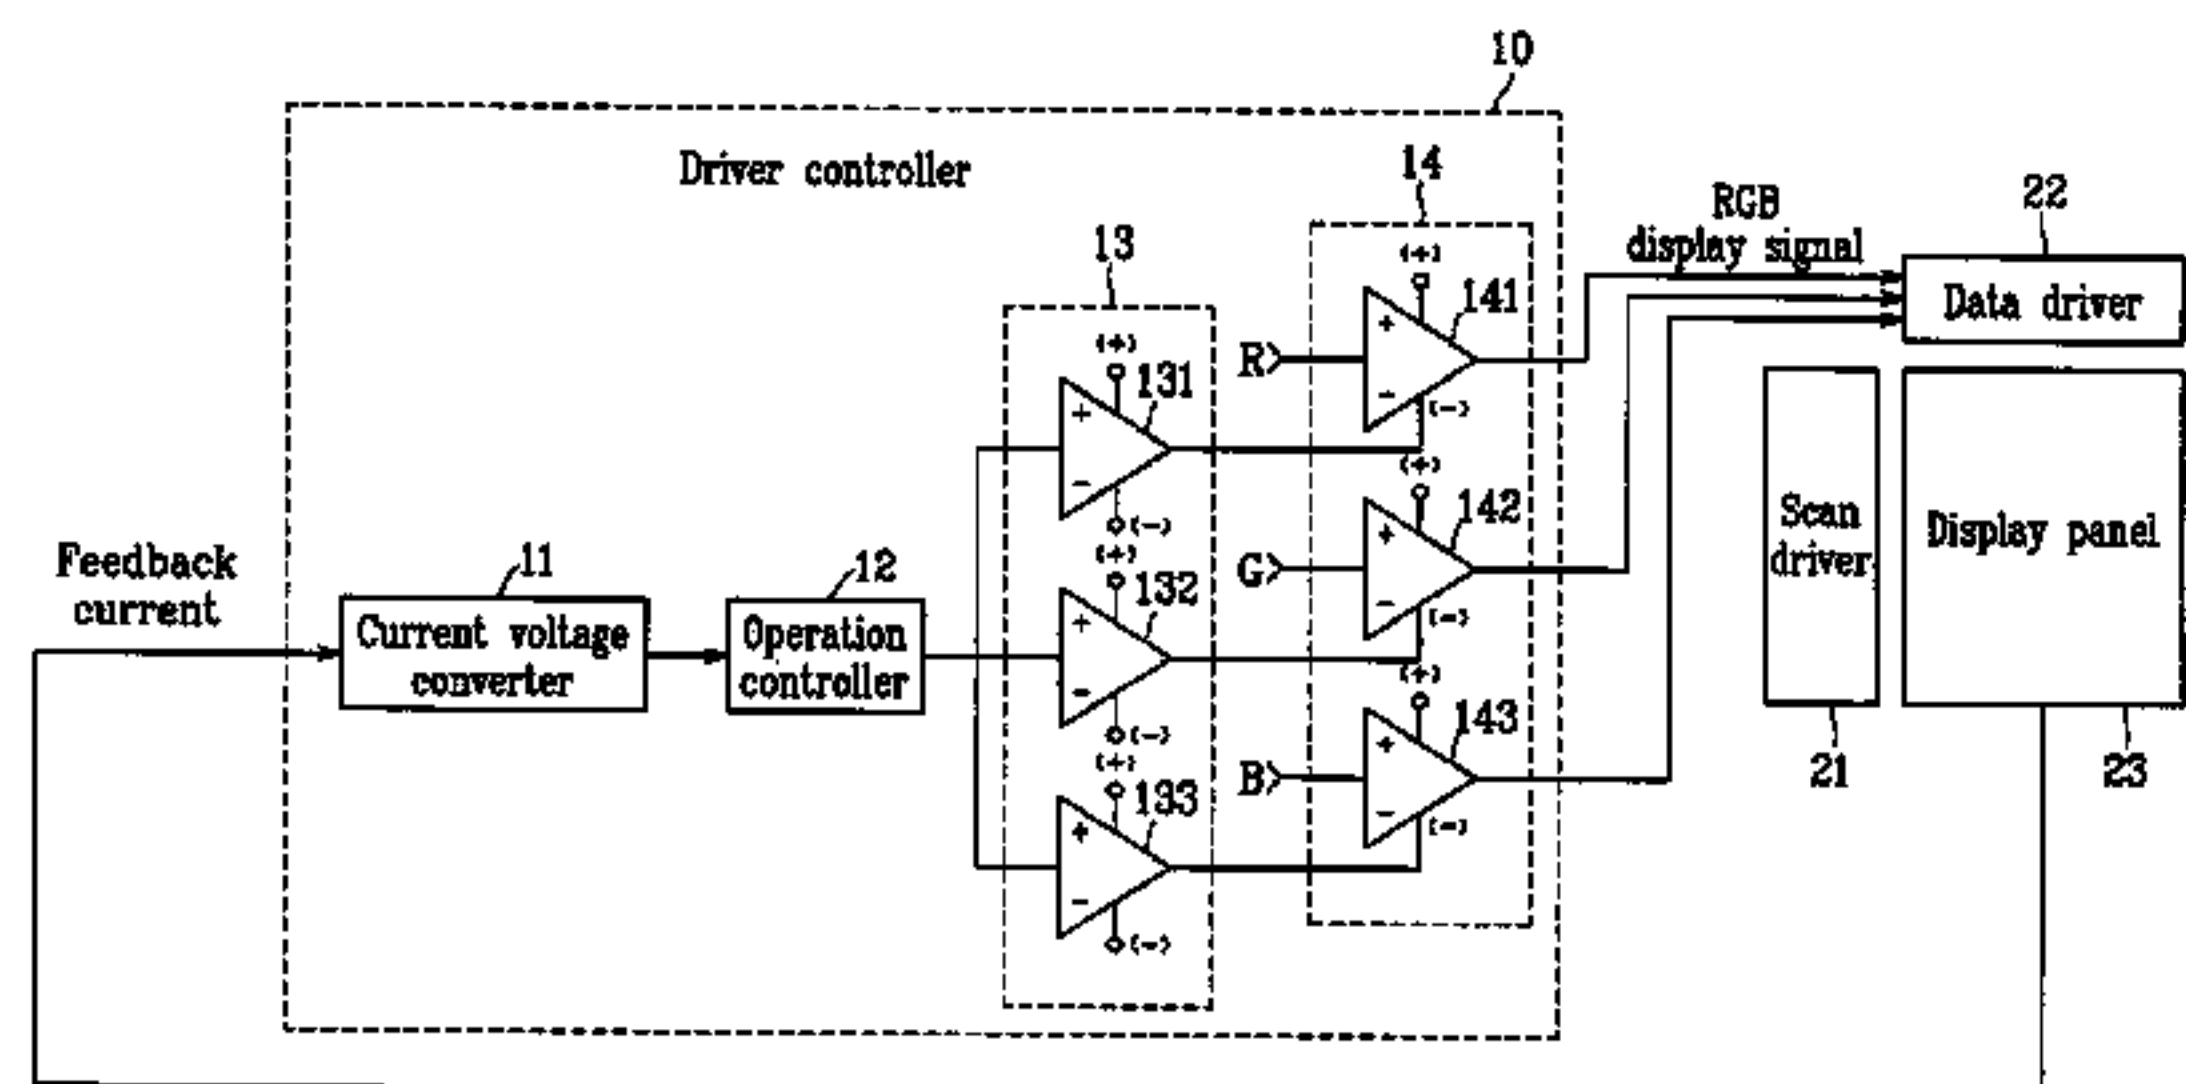 10
Driver controller
14
RGB
display signal
22
13
(+)
141
Data driver
+
R
-
(-)
(+)
131
+
-
(-)
(+)
142
+
G
-
(-)
Scan
driver
Display panel
Feedback
current
11
12
Current voltage
converter
Operation
controller
(+)
132
+
-
(-)
(+)
143
+
B
-
(-)
21
23
(+)
133
+
-
(-)